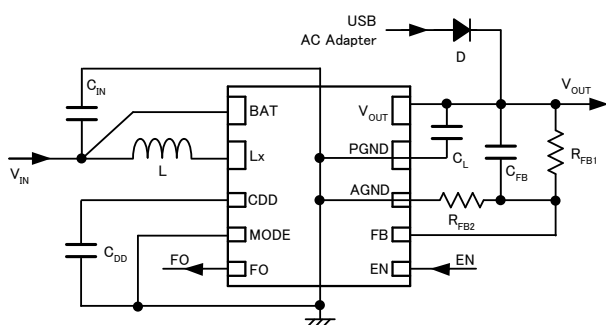 USB
AC Adapter
D
C_IN
BAT
V_OUT
V_OUT
PGND
C_L
C_FB
R_FB1
V_IN
L
Lx
CDD
AGND
R_FB2
C_DD
MODE
FB
FO
FO
EN
EN